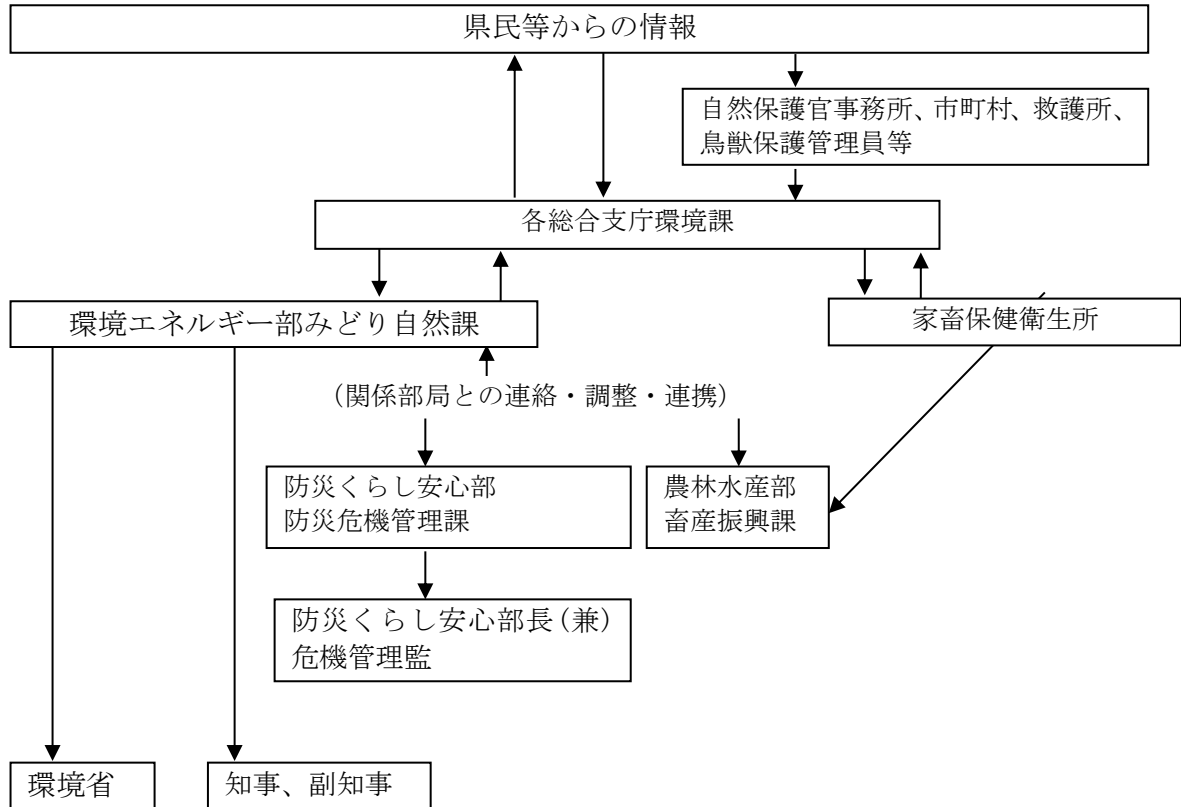 県民等からの情報
自然保護官事務所、市町村、救護所、
鳥獣保護管理員等
各総合支庁環境課
環境エネルギー部みどり自然課
家畜保健衛生所
（関係部局との連絡・調整・連携）
防災くらし安心部
防災危機管理課
農林水産部
畜産振興課
防災くらし安心部長（兼）
危機管理監
環境省
知事、副知事